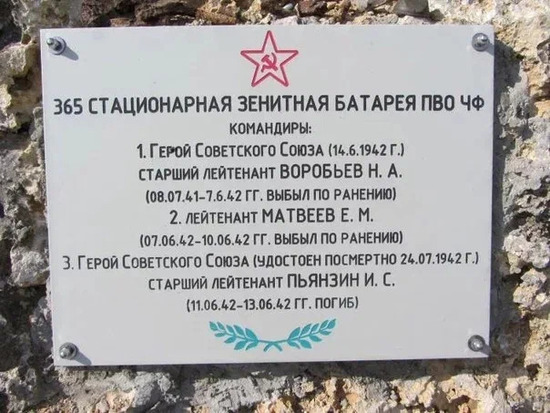 365 СТАЦИОНАРНАЯ ЗЕНИТНАЯ БАТАРЕЯ ПВО ЧФ
КОМАНДИРЫ:
1. ГЕРОЙ СОВЕТСКОГО СОЮЗА (14.6.1942 Г.)
СТАРШИЙ ЛЕЙТЕНАНТ ВОРОБЬЕВ Н. А.
(08.07.41-7.6.42 ГГ. ВЫБЫЛ ПО РАНЕНИЮ)
2. ЛЕЙТЕНАНТ МАТВЕЕВ Е. М.
(07.06.42-10.06.42 ГГ. ВЫБЫЛ ПО РАНЕНИЮ)
3. ГЕРОЙ СОВЕТСКОГО СОЮЗА (УДОСТОЕН ПОСМЕРТНО 24.07.1942 Г.)
СТАРШИЙ ЛЕЙТЕНАНТ ПЬЯНЗИН И. С.
(11.06.42-13.06.42 ГГ. ПОГИБ)